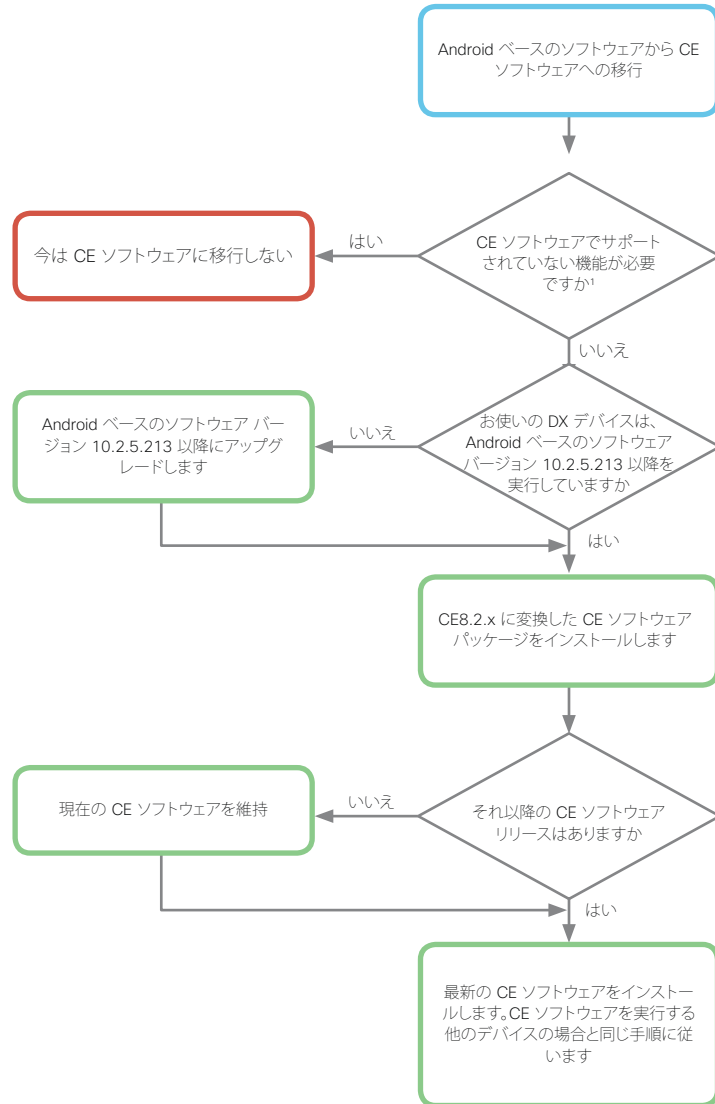 Android ベースのソフトウェアから CE
ソフトウェアへの移行
CE ソフトウェアでサポート
されていない機能が必要
ですか¹
はい
今は CE ソフトウェアに移行しない
いいえ
お使いの DX デバイスは、
Android ベースのソフトウェア
バージョン 10.2.5.213 以降を
実行していますか
いいえ
Android ベースのソフトウェア バー
ジョン 10.2.5.213 以降にアップグ
レードします
はい
CE8.2.x に変換した CE ソフトウェア
パッケージをインストールします
それ以降の CE ソフトウェア
リリースはありますか
いいえ
現在の CE ソフトウェアを維持
はい
最新の CE ソフトウェアをインストー
ルします。CE ソフトウェアを実行する
他のデバイスの場合と同じ手順に従
います